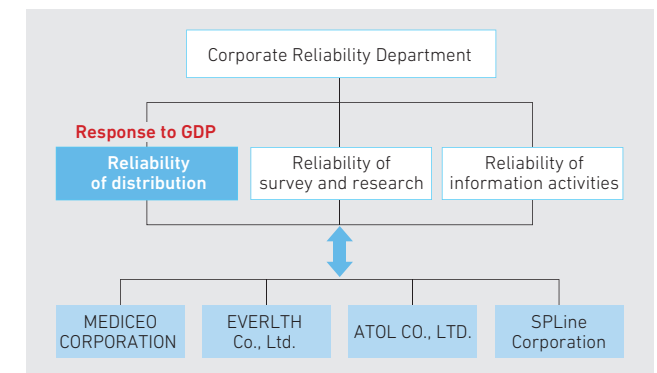 Corporate Reliability Department
Response to GDP
Reliability
of distribution
Reliability of
survey and research
Reliability of
information activities
MEDICEO
CORPORATION
EVERLTH
Co., Ltd.
ATOL CO., LTD.
SPLine
Corporation